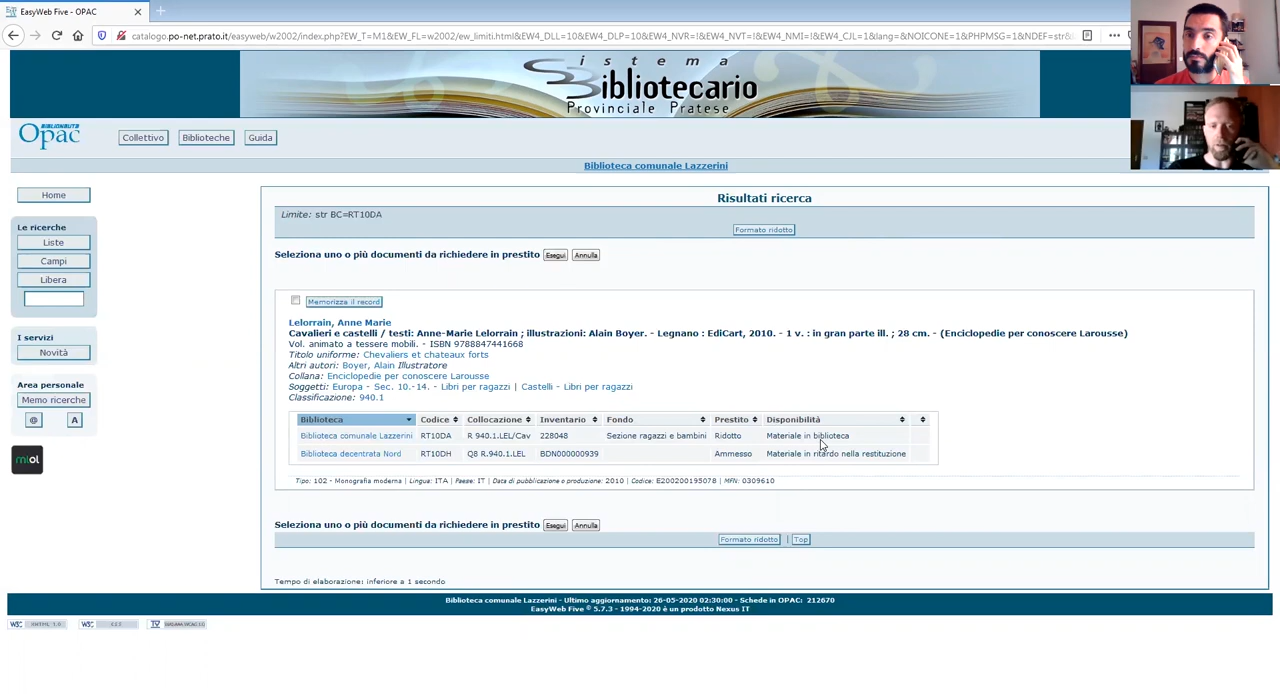 EasyWeb Five - OPAC
catalogo.po-net.prato.it/easyweb/w2002/index.php?EW_T=M1&EW_FL=w2002/ew_limiti.html&EW4_DLL=10&EW4_DLP=10&EW4_NVR=!&EW4_NVT=!&EW4_NMI=!&EW4_CJL=1&lang=&NOICONE=1&PHPMSG=1&NDEF=str&
Sistema
Bibliotecario
Provinciale Pratese
BIBLIONAUTA
Opac
Collettivo Biblioteche Guida
Biblioteca comunale Lazzerini
Home
Le ricerche
Liste
Campi
Libera
I servizi
Novità
Area personale
Memo ricerche
@ A
mlol
Risultati ricerca
Limite: str BC=RT10DA
Formato ridotto
Seleziona uno o più documenti da richiedere in prestito Esegui Annulla
Memorizza il record
Lelorrain, Anne Marie
Cavalieri e castelli / testi: Anne-Marie Lelorrain ; illustrazioni: Alain Boyer. - Legnano : EdiCart, 2010. - 1 v. : in gran parte ill. ; 28 cm. - (Enciclopedie per conoscere Larousse)
Vol. animato a tessere mobili. - ISBN 9788847441668
Titolo uniforme: Chevaliers et chateaux forts
Altri autori: Boyer, Alain Illustratore
Collana: Enciclopedie per conoscere Larousse
Soggetti: Europa - Sec. 10.-14. - Libri per ragazzi | Castelli - Libri per ragazzi
Classificazione: 940.1
Biblioteca Codice Collocazione Inventario Fondo Prestito Disponibilità
Biblioteca comunale Lazzerini RT10DA R 940.1.LEL/Cav 228048 Sezione ragazzi e bambini Ridotto Materiale in biblioteca
Biblioteca decentrata Nord RT10DH Q8 R.940.1.LEL BDN000000939 Ammesso Materiale in ritardo nella restituzione
Tipo: 102 - Monografia moderna | Lingua: ITA | Paese: IT | Data di pubblicazione o produzione: 2010 | Codice: E200200195078 | MFN: 0309610
Seleziona uno o più documenti da richiedere in prestito Esegui Annulla
Formato ridotto | Top
Tempo di elaborazione: inferiore a 1 secondo
Biblioteca comunale Lazzerini - Ultimo aggiornamento: 26-05-2020 02:30:00 - Schede in OPAC: 212670
EasyWeb Five ® 5.7.3 - 1994-2020 è un prodotto Nexus IT
W3C XHTML 1.0 W3C CSS